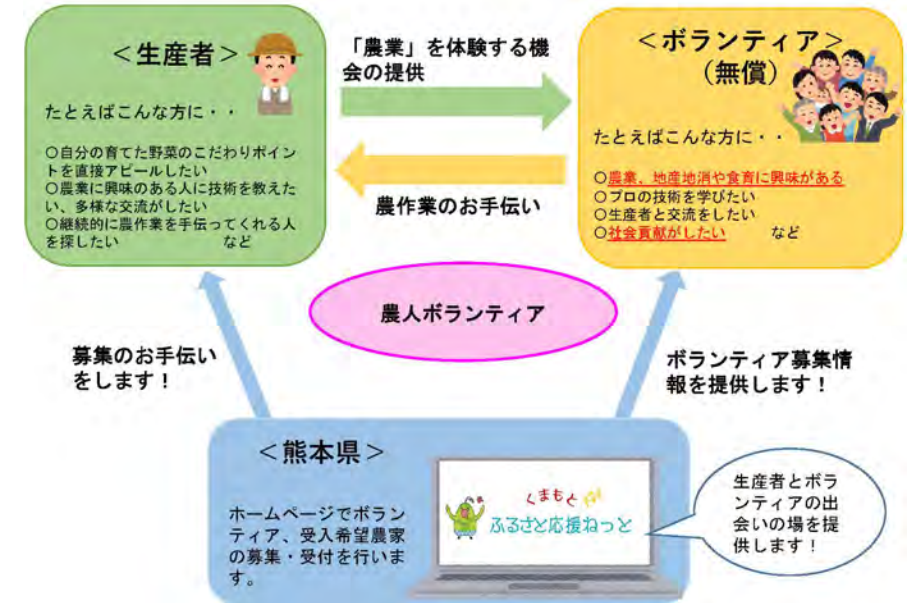 ＜生産者＞
たとえばこんな方に・・
○自分の育てた野菜のこだわりポイン
トを直接アピールしたい
○農業に興味のある人に技術を教えた
い、多様な交流がしたい
○継続的に農作業を手伝ってくれる人
を探したい　　　　　　など
「農業」を体験する機
会の提供
農作業のお手伝い
＜ボランティア＞
（無償）
たとえばこんな方に・・
○農業、地産地消や食育に興味がある
○プロの技術を学びたい
○生産者と交流をしたい
○社会貢献がしたい　　　など
農人ボランティア
募集のお手伝い
をします！
ボランティア募集情
報を提供します！
＜熊本県＞
ホームページでボラン
ティア、受入希望農家
の募集・受付を行いま
す。
くまもと
ふるさと応援ねっと
生産者とボラ
ンティアの出
会いの場を提
供します！